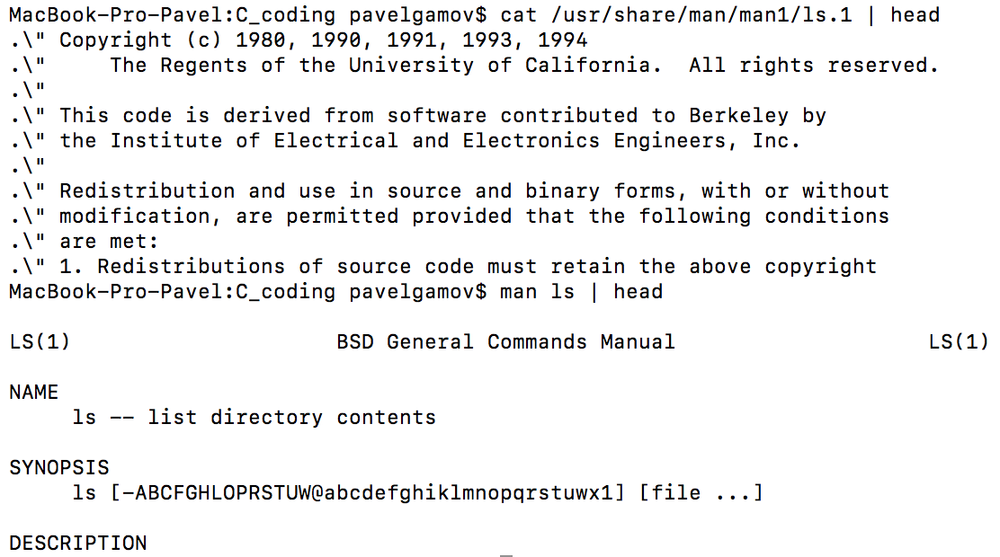 MacBook-Pro-Pavel:C_coding pavelgamov$ cat /usr/share/man/man1/ls.1 | head
.\" Copyright (c) 1980, 1990, 1991, 1993, 1994
.\"     The Regents of the University of California.  All rights reserved.
.\"
.\" This code is derived from software contributed to Berkeley by
.\" the Institute of Electrical and Electronics Engineers, Inc.
.\"
.\" Redistribution and use in source and binary forms, with or without
.\" modification, are permitted provided that the following conditions
.\" are met:
.\" 1. Redistributions of source code must retain the above copyright
MacBook-Pro-Pavel:C_coding pavelgamov$ man ls | head

LS(1)                     BSD General Commands Manual                    LS(1)

NAME
     ls -- list directory contents

SYNOPSIS
     ls [-ABCFGHLOPRSTUW@abcdefghiklmnopqrstuwx1] [file ...]

DESCRIPTION